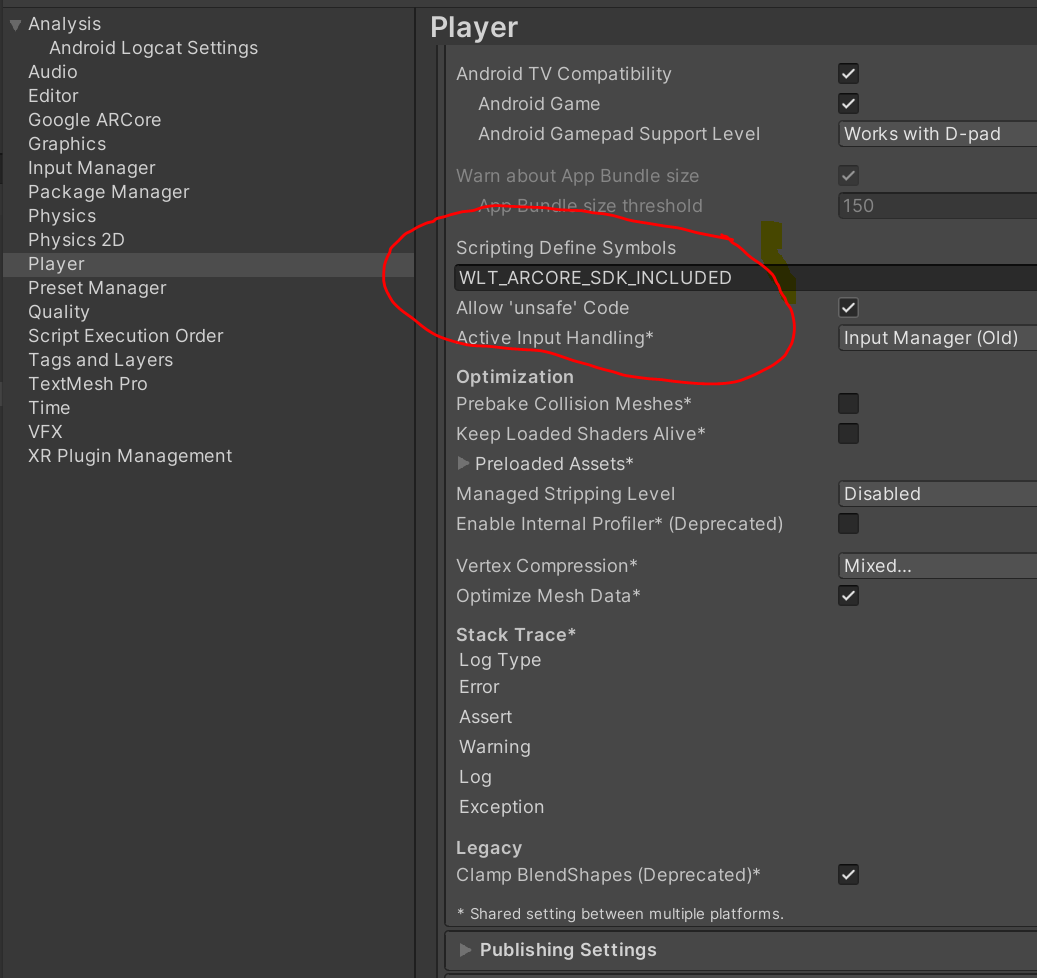 Analysis
Android Logcat Settings
Audio
Editor
Google ARCore
Graphics
Input Manager
Package Manager
Physics
Physics 2D
Player
Preset Manager
Quality
Script Execution Order
Tags and Layers
TextMesh Pro
Time
VFX
XR Plugin Management
Player
Android TV Compatibility
Android Game
Android Gamepad Support Level Works with D-pad
Warn about App Bundle size
App Bundle size threshold 150
Scripting Define Symbols
WLT_ARCORE_SDK_INCLUDED
Allow 'unsafe' Code
Active Input Handling* Input Manager (Old)
Optimization
Prebake Collision Meshes*
Keep Loaded Shaders Alive*
Preloaded Assets*
Managed Stripping Level Disabled
Enable Internal Profiler* (Deprecated)
Vertex Compression* Mixed...
Optimize Mesh Data*
Stack Trace*
Log Type
Error
Assert
Warning
Log
Exception
Legacy
Clamp BlendShapes (Deprecated)*
* Shared setting between multiple platforms.
Publishing Settings